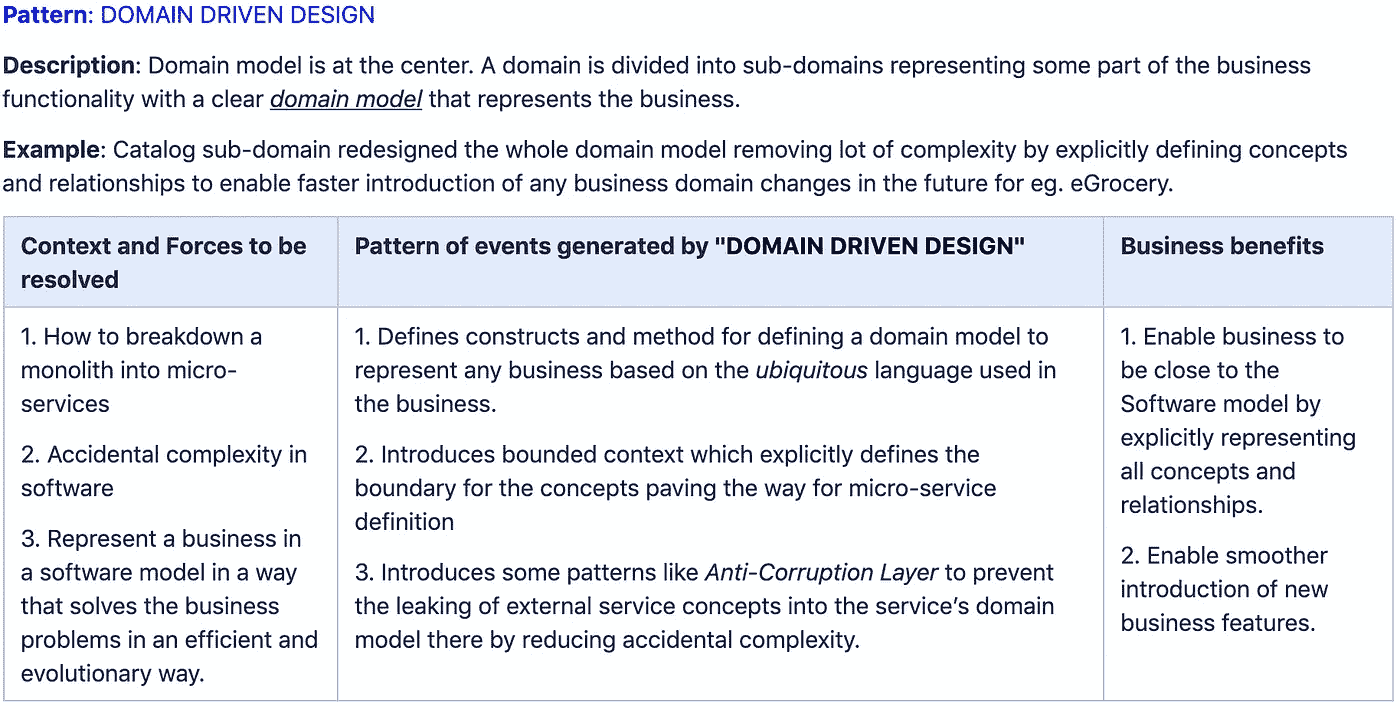 Pattern: DOMAIN DRIVEN DESIGN
Description: Domain model is at the center. A domain is divided into sub-domains representing some part of the business
functionality with a clear domain model that represents the business.
Example: Catalog sub-domain redesigned the whole domain model removing lot of complexity by explicitly defining concepts
and relationships to enable faster introduction of any business domain changes in the future for eg. eGrocery.
Context and Forces to be
resolved
Pattern of events generated by "DOMAIN DRIVEN DESIGN"
Business benefits
1. How to breakdown a
monolith into micro-
services
2. Accidental complexity in
software
3. Represent a business in
a software model in a way
that solves the business
problems in an efficient and
evolutionary way.
1. Defines constructs and method for defining a domain model to
represent any business based on the ubiquitous language used in
the business.
2. Introduces bounded context which explicitly defines the
boundary for the concepts paving the way for micro-service
definition
3. Introduces some patterns like Anti-Corruption Layer to prevent
the leaking of external service concepts into the service's domain
model there by reducing accidental complexity.
1. Enable business to
be close to the
Software model by
explicitly representing
all concepts and
relationships.
2. Enable smoother
introduction of new
business features.